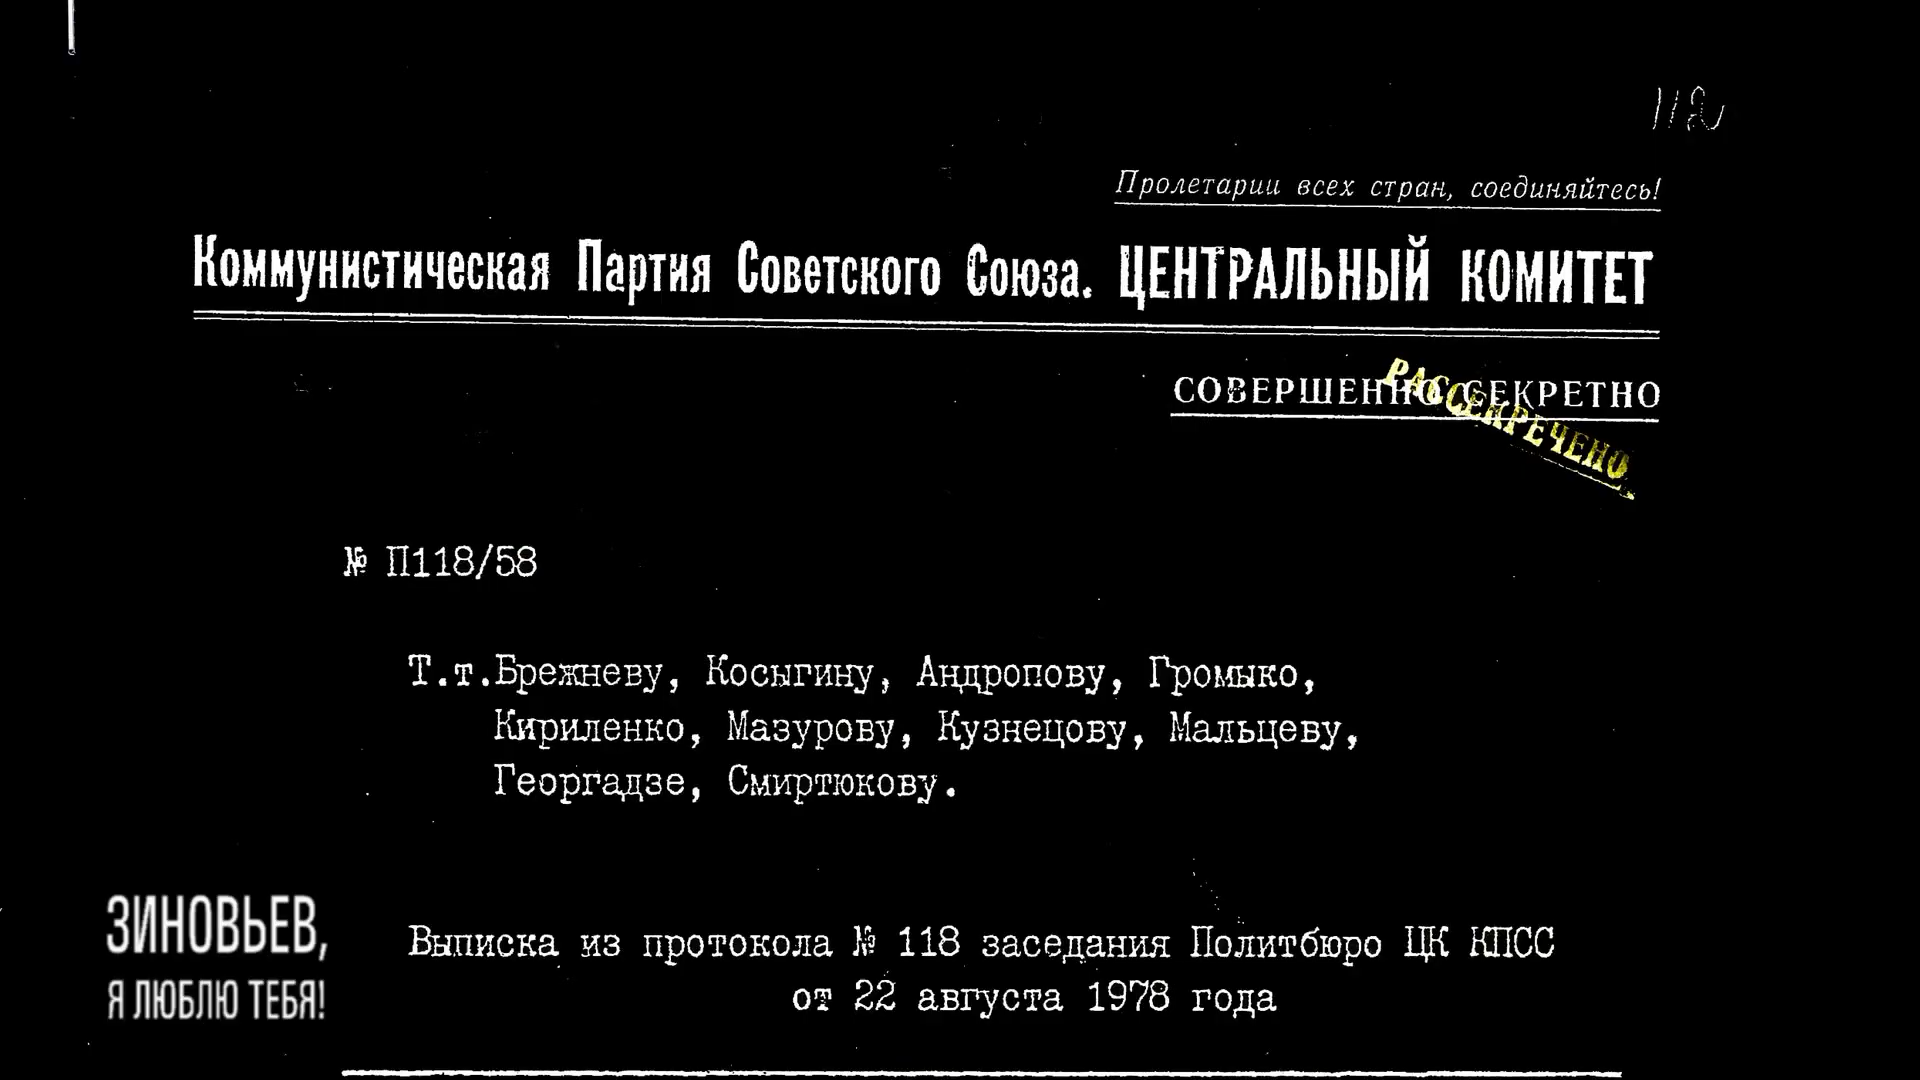 112
Пролетарии всех стран, соединяйтесь!
Коммунистическая Партия Советского Союза. ЦЕНТРАЛЬНЫЙ КОМИТЕТ
СОВЕРШЕННО СЕКРЕТНО
РАССЕКРЕЧЕНО
№ П118/58
Т.т.Брежневу, Косыгину, Андропову, Громыко,
Кириленко, Мазурову, Кузнецову, Мальцеву,
Георгадзе, Смиртюкову.
Выписка из протокола № 118 заседания Политбюро ЦК КПСС
от 22 августа 1978 года
ЗИНОВЬЕВ,
Я ЛЮБЛЮ ТЕБЯ!